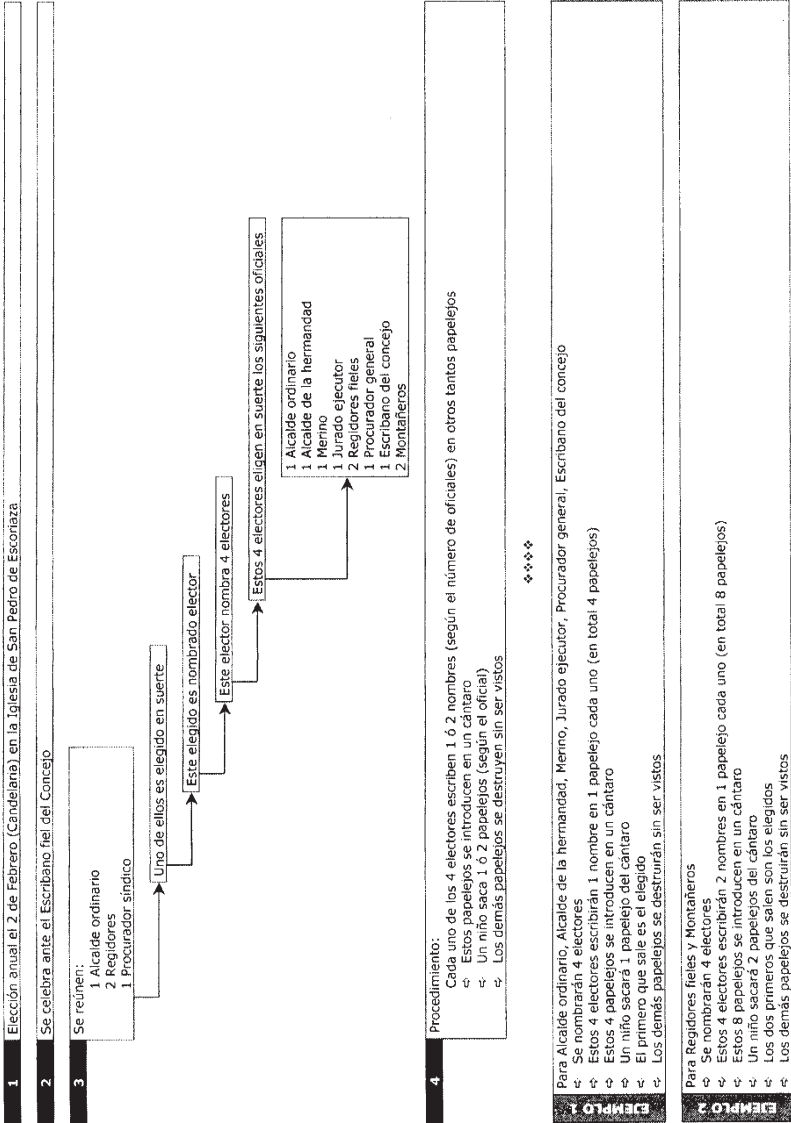 1
Elección anual el 2 de Febrero (Candelaria) en la Iglesia de San Pedro de Escoriaza
2
Se celebra ante el Escribano fiel del Concejo
3
Se reúnen:
1 Alcalde ordinario
2 Regidores
1 Procurador síndico
Uno de ellos es elegido en suerte
Este elegido es nombrado elector
Este elector nombra 4 electores
Estos 4 electores eligen en suerte los siguientes oficiales
1 Alcalde ordinario
1 Alcalde de la hermandad
1 Merino
1 Jurado ejecutor
2 Regidores fieles
1 Procurador general
1 Escribano del concejo
2 Montañeros
4
Procedimiento:
Cada uno de los 4 electores escriben 1 ó 2 nombres (según el número de oficiales) en otros tantos papelejos
➪ Estos papelejos se introducen en un cántaro
➪ Un niño saca 1 ó 2 papelejos (según el oficial)
➪ Los demás papelejos se destruyen sin ser vistos
❖❖❖❖
EJEMPLO 1
Para Alcalde ordinario, Alcalde de la hermandad, Merino, Jurado ejecutor, Procurador general, Escribano del concejo
➪ Se nombrarán 4 electores
➪ Estos 4 electores escribirán 1 nombre en 1 papelejo cada uno (en total 4 papelejos)
➪ Estos 4 papelejos se introducen en un cántaro
➪ Un niño sacará 1 papelejo del cántaro
➪ El primero que sale es el elegido
➪ Los demás papelejos se destruirán sin ser vistos
EJEMPLO 2
Para Regidores fieles y Montañeros
➪ Se nombrarán 4 electores
➪ Estos 4 electores escribirán 2 nombres en 1 papelejo cada uno (en total 8 papelejos)
➪ Estos 8 papelejos se introducen en un cántaro
➪ Un niño sacará 2 papelejos del cántaro
➪ Los dos primeros que salen son los elegidos
➪ Los demás papelejos se destruirán sin ser vistos